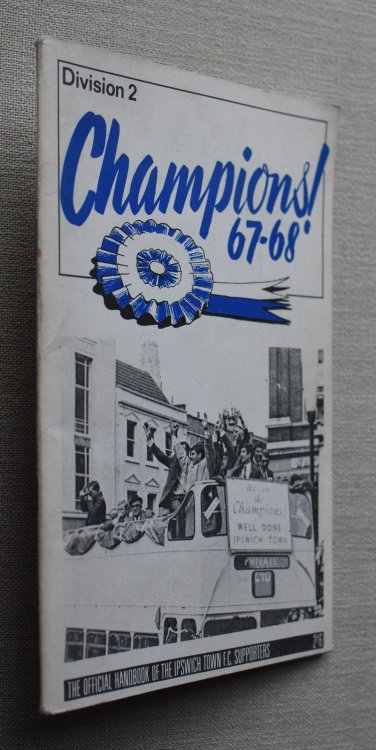 Division 2
Champions!
67-68
We are
the
Champions!
WELL DONE
IPSWICH TOWN
PRIVATE
THE OFFICIAL HANDBOOK OF THE IPSWICH TOWN F.C. SUPPORTERS 2/6